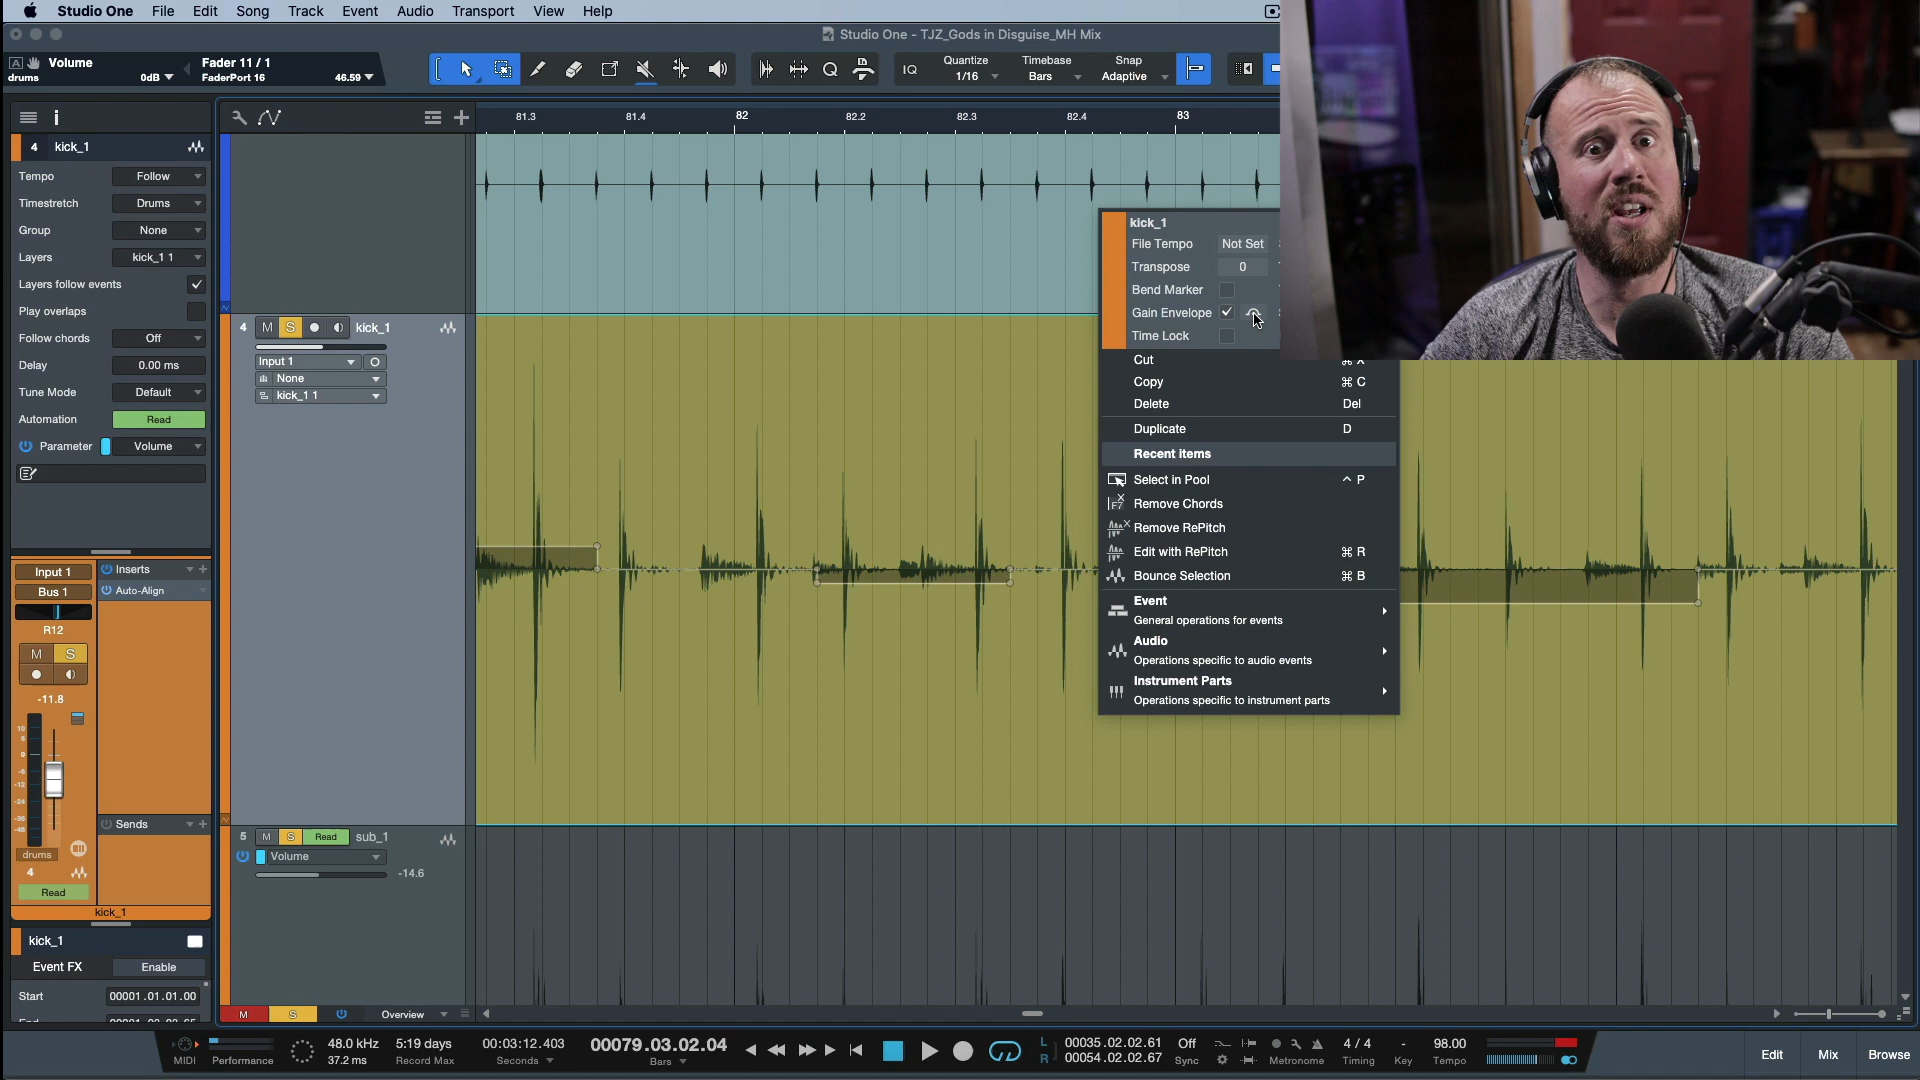 Studio One File Edit Song Track Event Audio Transport View Help
Studio One - TJZ_Gods in Disguise_MH Mix
A Volume
drums 0dB
Fader 11 / 1
FaderPort 16 46.59
IQ
Quantize
1/16
Timebase
Bars
Snap
Adaptive
i
81.3 81.4 82 82.2 82.3 82.4 83
4 kick_1
Tempo Follow
Timestretch Drums
Group None
Layers kick_1 1
Layers follow events
Play overlaps
Follow chords Off
Delay 0.00 ms
Tune Mode Default
Automation Read
Parameter Volume
4 M S kick_1
Input 1
None
kick_1 1
kick_1
File Tempo Not Set
Transpose 0
Bend Marker
Gain Envelope
Time Lock
Cut ⌘ X
Copy ⌘ C
Delete Del
Duplicate D
Recent items
Select in Pool ^ P
Remove Chords
Remove RePitch
Edit with RePitch ⌘ R
Bounce Selection ⌘ B
Event
General operations for events
Audio
Operations specific to audio events
Instrument Parts
Operations specific to instrument parts
Input 1 Inserts
Bus 1 Auto-Align
R12
M S
-11.8
10
6
0
-6
-12
-24
-36
-48
Sends
drums
4
Read
kick_1
5 M S Read sub_1
Volume
-14.6
kick_1
Event FX Enable
Start 00001.01.01.00
M S Overview
MIDI
Performance
48.0 kHz
37.2 ms
5:19 days
Record Max
00:03:12.403
Seconds
00079.03.02.04
Bars
L 00035.02.02.61
R 00054.02.02.67
Off
Sync
Metronome
4 / 4
Timing
-
Key
98.00
Tempo
Edit Mix Browse